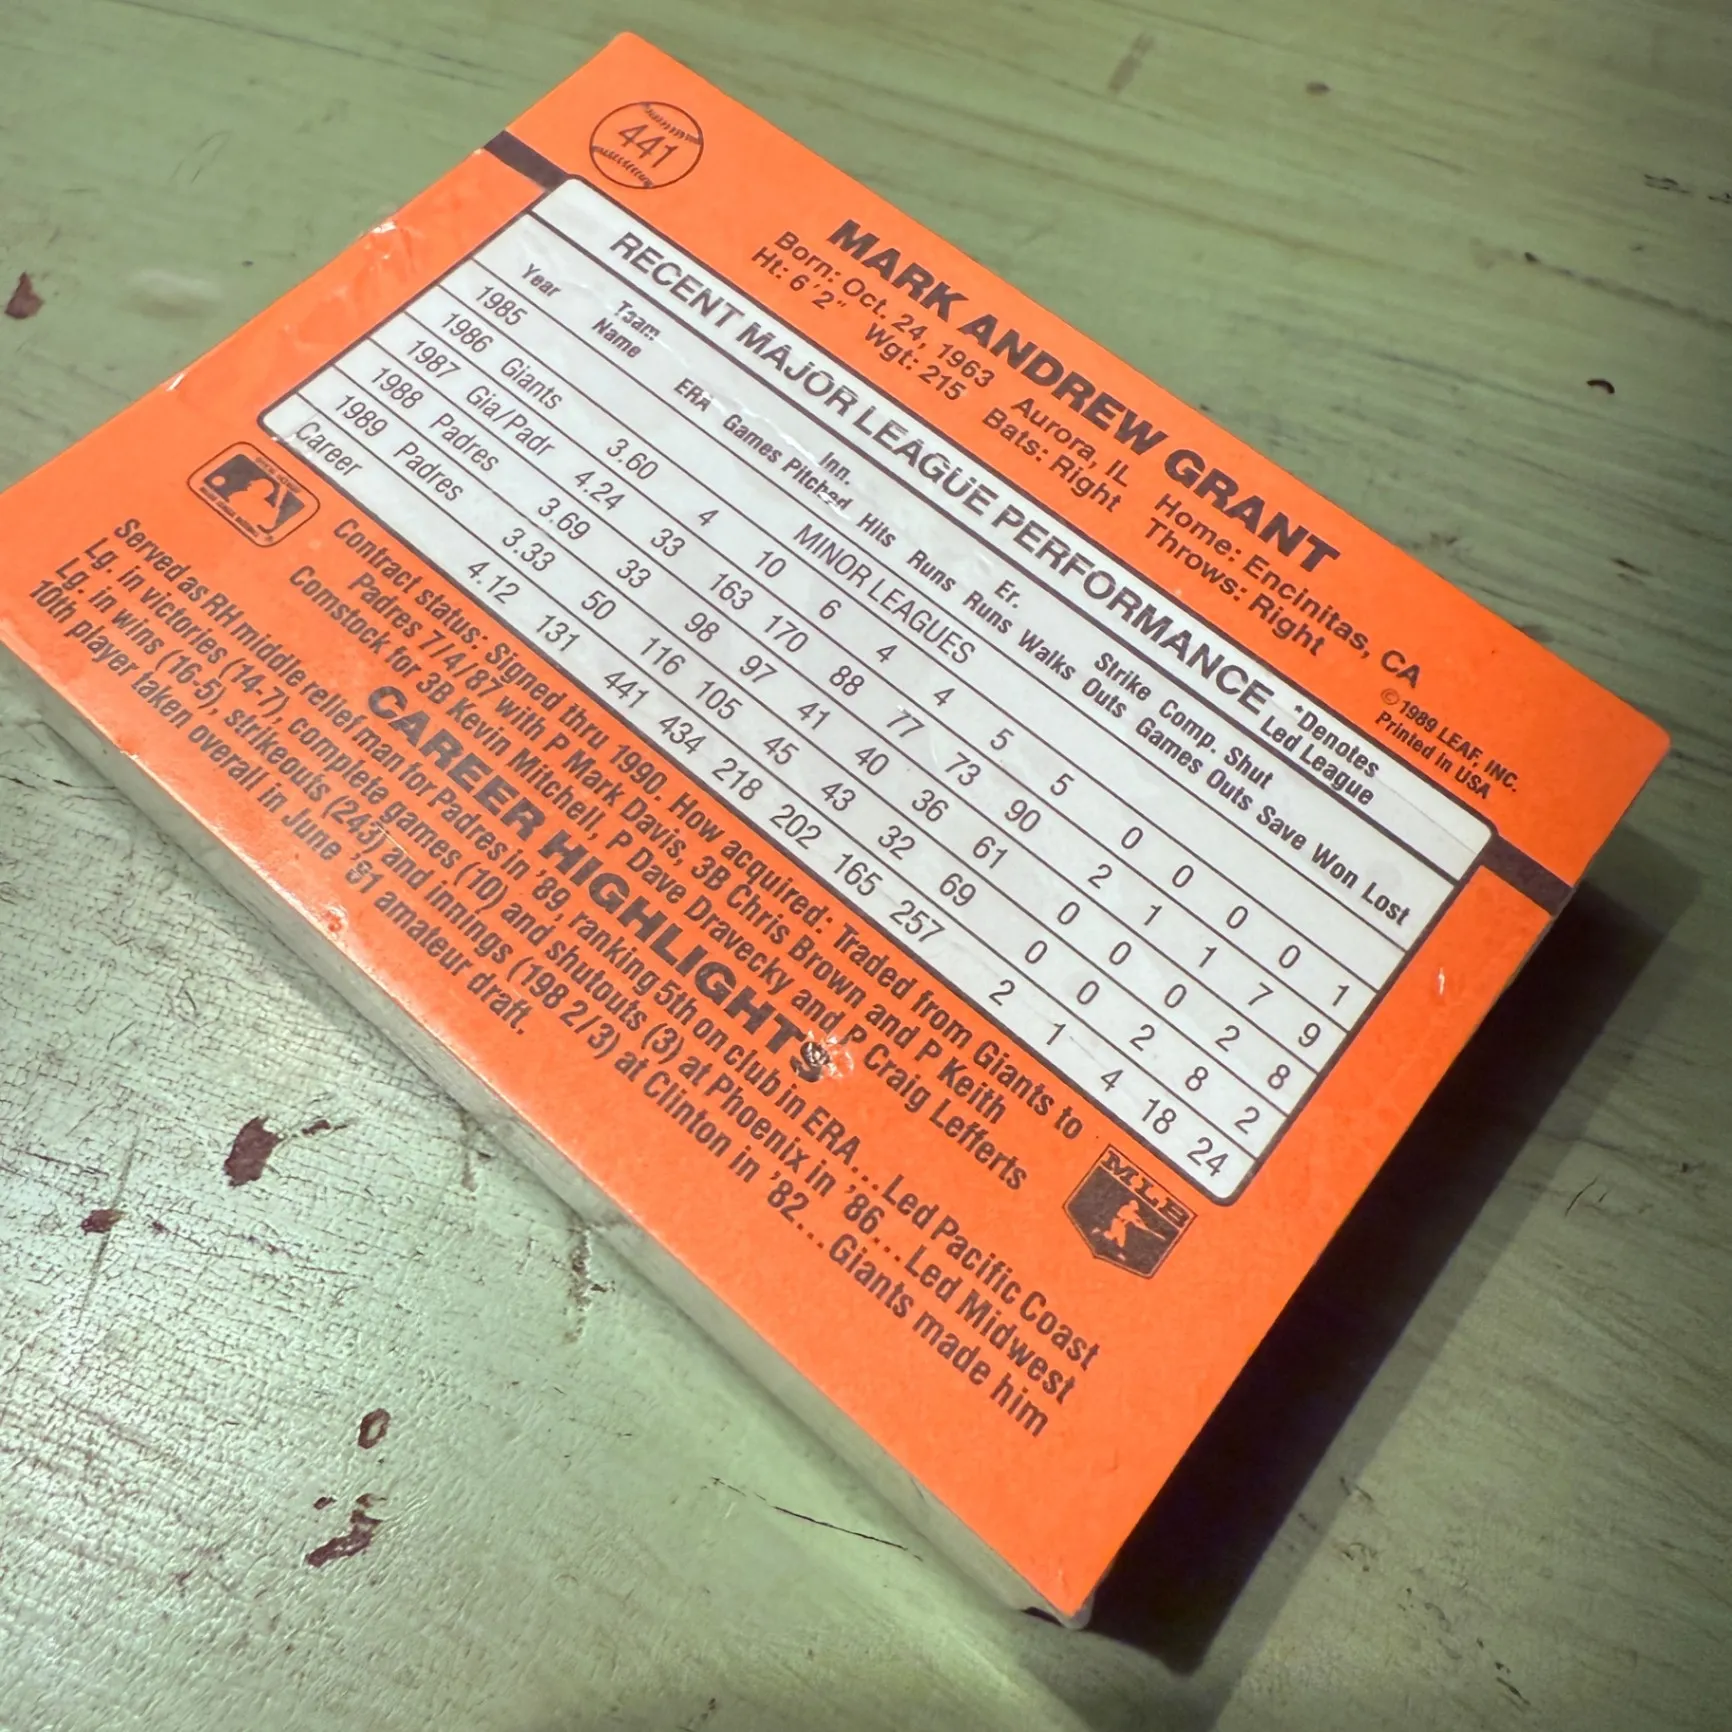 441
MARK ANDREW GRANT
Born: Oct. 24, 1963 Aurora, IL Home: Encinitas, CA
Ht: 6'2" Wgt: 215 Bats: Right Throws: Right
© 1989 LEAF, INC.
Printed in USA
RECENT MAJOR LEAGUE PERFORMANCE *Denotes Led League
Year Team Name ERA Games Inn. Pitched Hits Runs Er. Runs Walks Strike Outs Comp. Games Shut Outs Save Won Lost
1985 MINOR LEAGUES
1986 Giants 3.60 4 10 6 4 4 5 5 0 0 0 0 1
1987 Gia/Padr 4.24 33 163 170 88 77 73 90 2 1 1 7 9
1988 Padres 3.69 33 98 97 41 40 36 61 0 0 0 2 8
1989 Padres 3.33 50 116 105 45 43 32 69 0 0 2 8 2
Career 4.12 131 441 434 218 202 165 257 2 1 4 18 24
Contract status: Signed thru 1990. How acquired: Traded from Giants to
Padres 7/4/87 with P Mark Davis, 3B Chris Brown and P Keith
Comstock for 3B Kevin Mitchell, P Dave Dravecky and P Craig Lefferts
MLB
CAREER HIGHLIGHTS
Served as RH middle relief man for Padres in '89, ranking 5th on club in ERA...Led Pacific Coast
Lg. in victories (14-7), complete games (10) and shutouts (3) at Phoenix in '86...Led Midwest
Lg. in wins (16-5), strikeouts (243) and innings (198 2/3) at Clinton in '82...Giants made him
10th player taken overall in June '81 amateur draft.